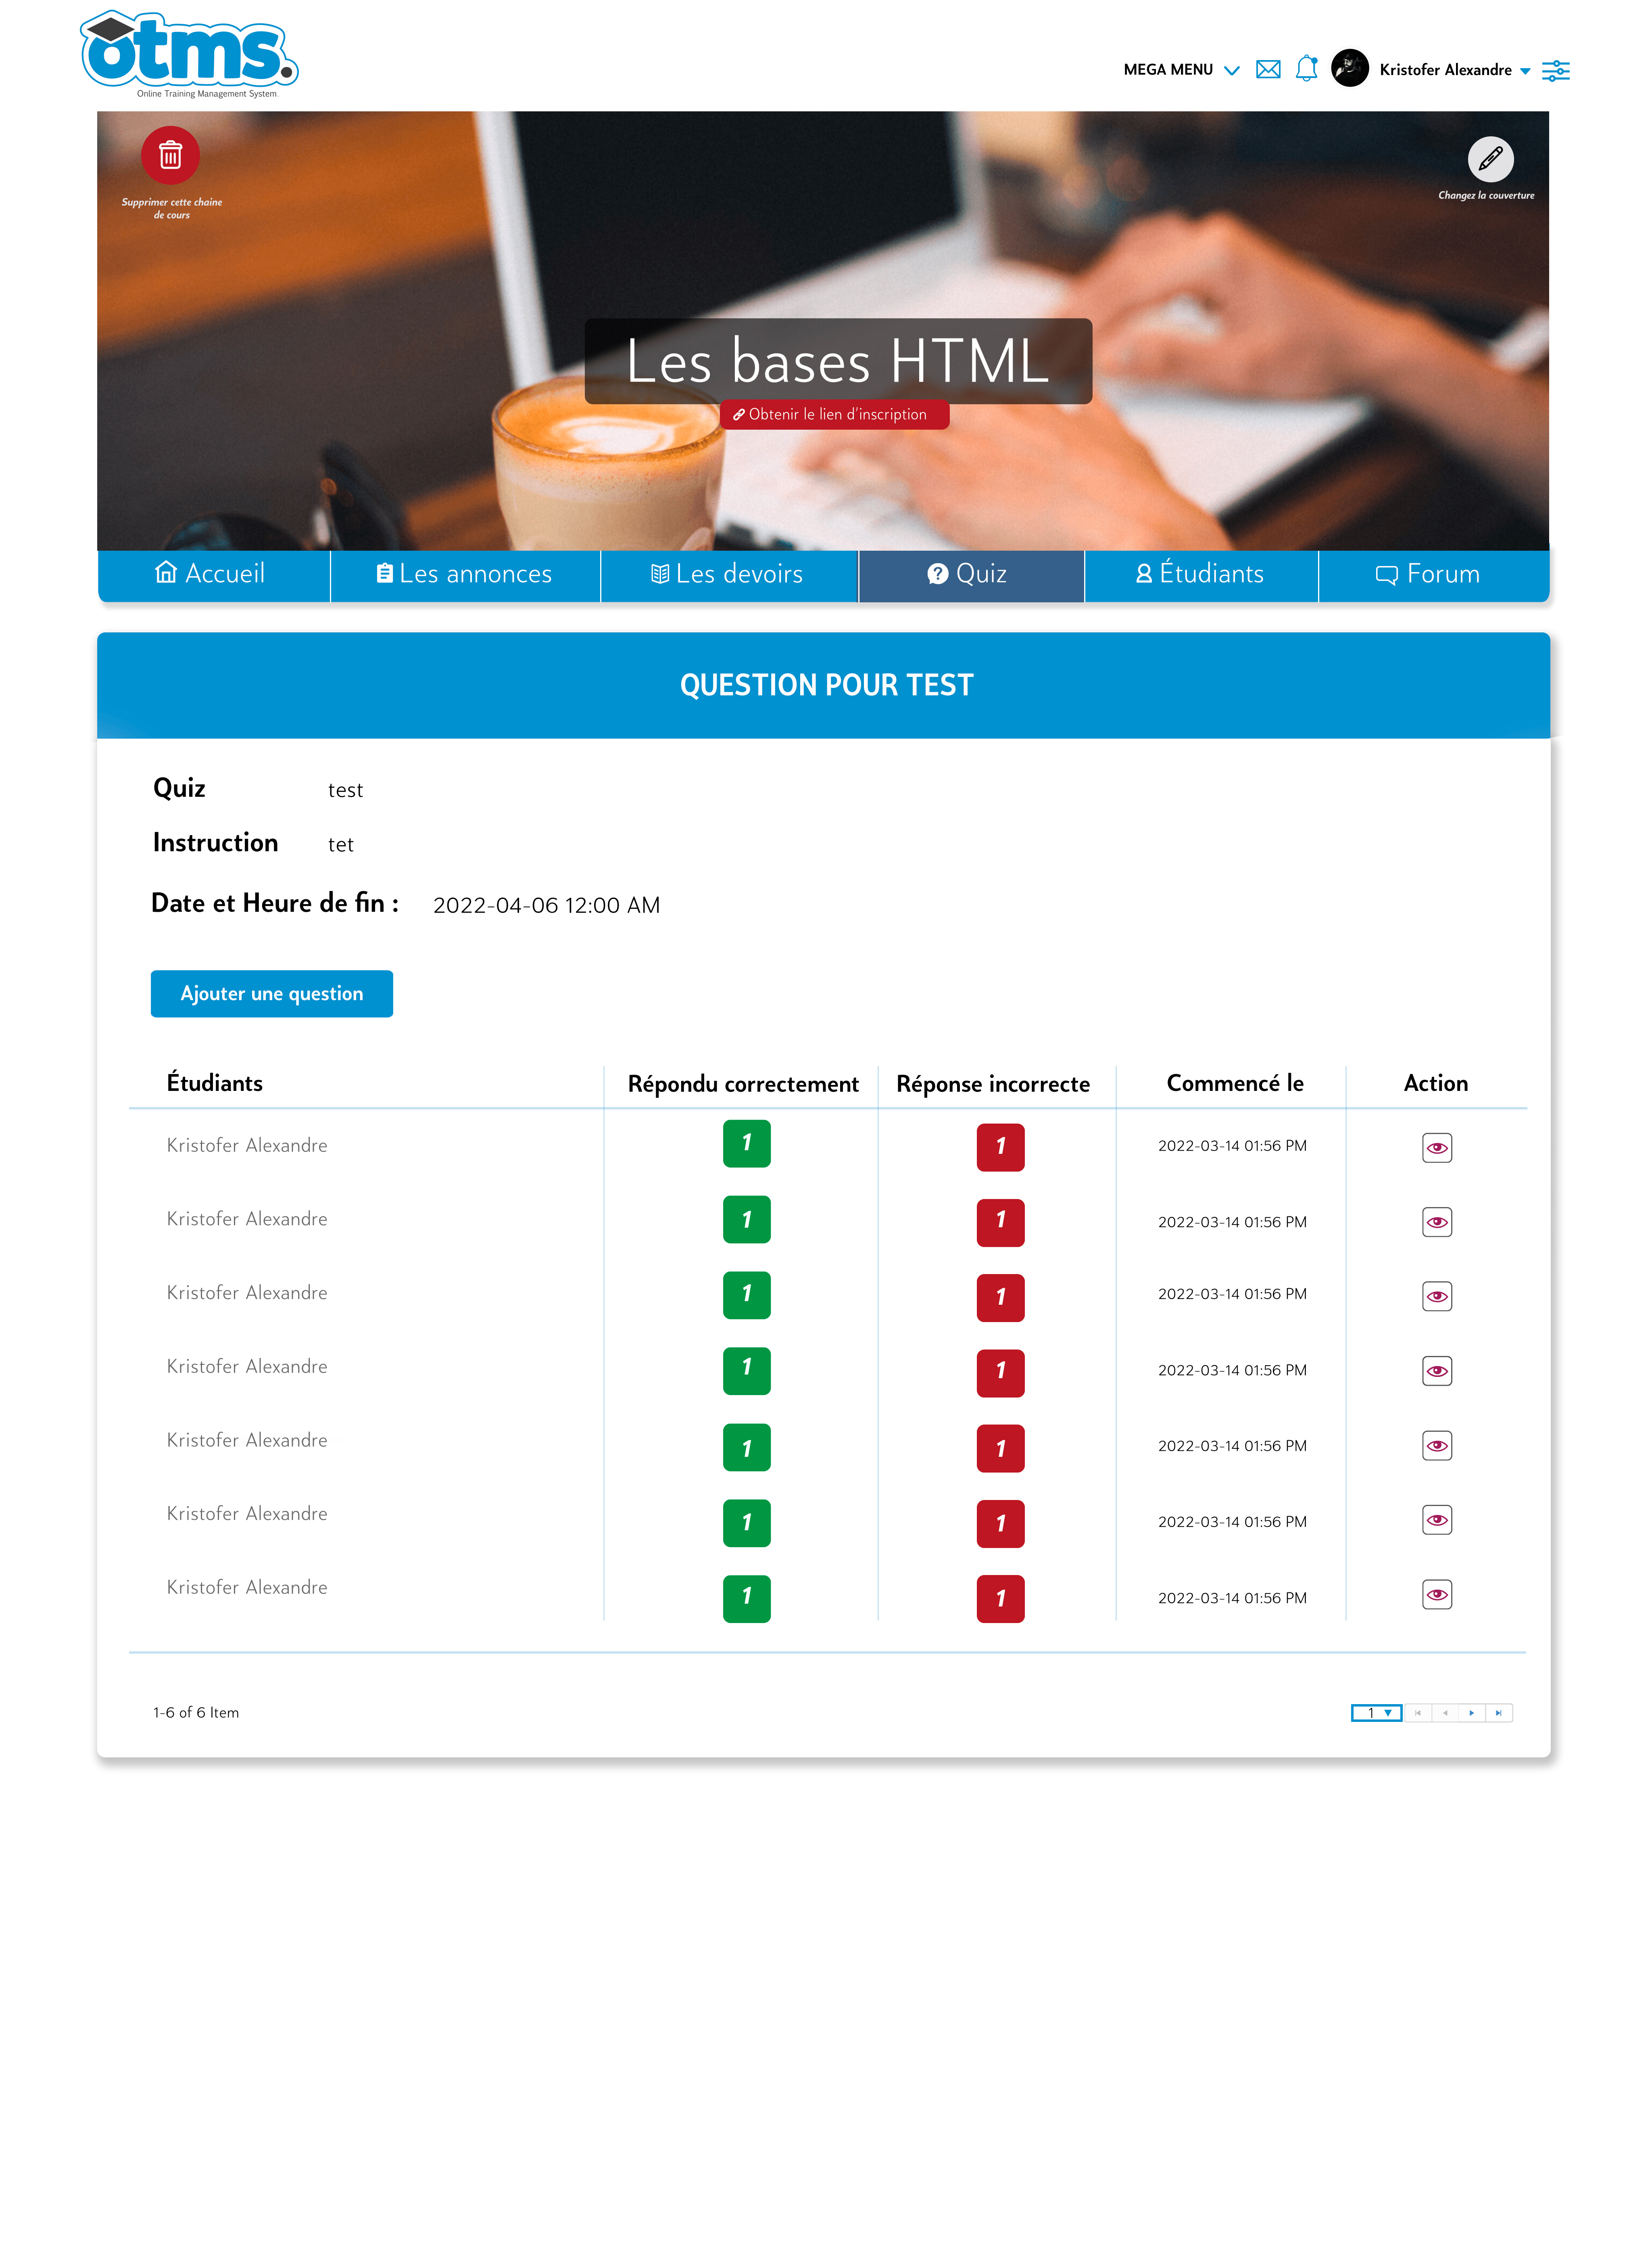 otms.
Online Training Management System
MEGA MENU
Kristofer Alexandre
Supprimer cette chaine
de cours
Changez la couverture
Les bases HTML
Obtenir le lien d'inscription
Accueil
Les annonces
Les devoirs
Quiz
Étudiants
Forum
QUESTION POUR TEST
Quiz test
Instruction tet
Date et Heure de fin : 2022-04-06 12:00 AM
Ajouter une question
Étudiants Répondu correctement Réponse incorrecte Commencé le Action
Kristofer Alexandre 1 1 2022-03-14 01:56 PM
Kristofer Alexandre 1 1 2022-03-14 01:56 PM
Kristofer Alexandre 1 1 2022-03-14 01:56 PM
Kristofer Alexandre 1 1 2022-03-14 01:56 PM
Kristofer Alexandre 1 1 2022-03-14 01:56 PM
Kristofer Alexandre 1 1 2022-03-14 01:56 PM
Kristofer Alexandre 1 1 2022-03-14 01:56 PM
1-6 of 6 Item 1